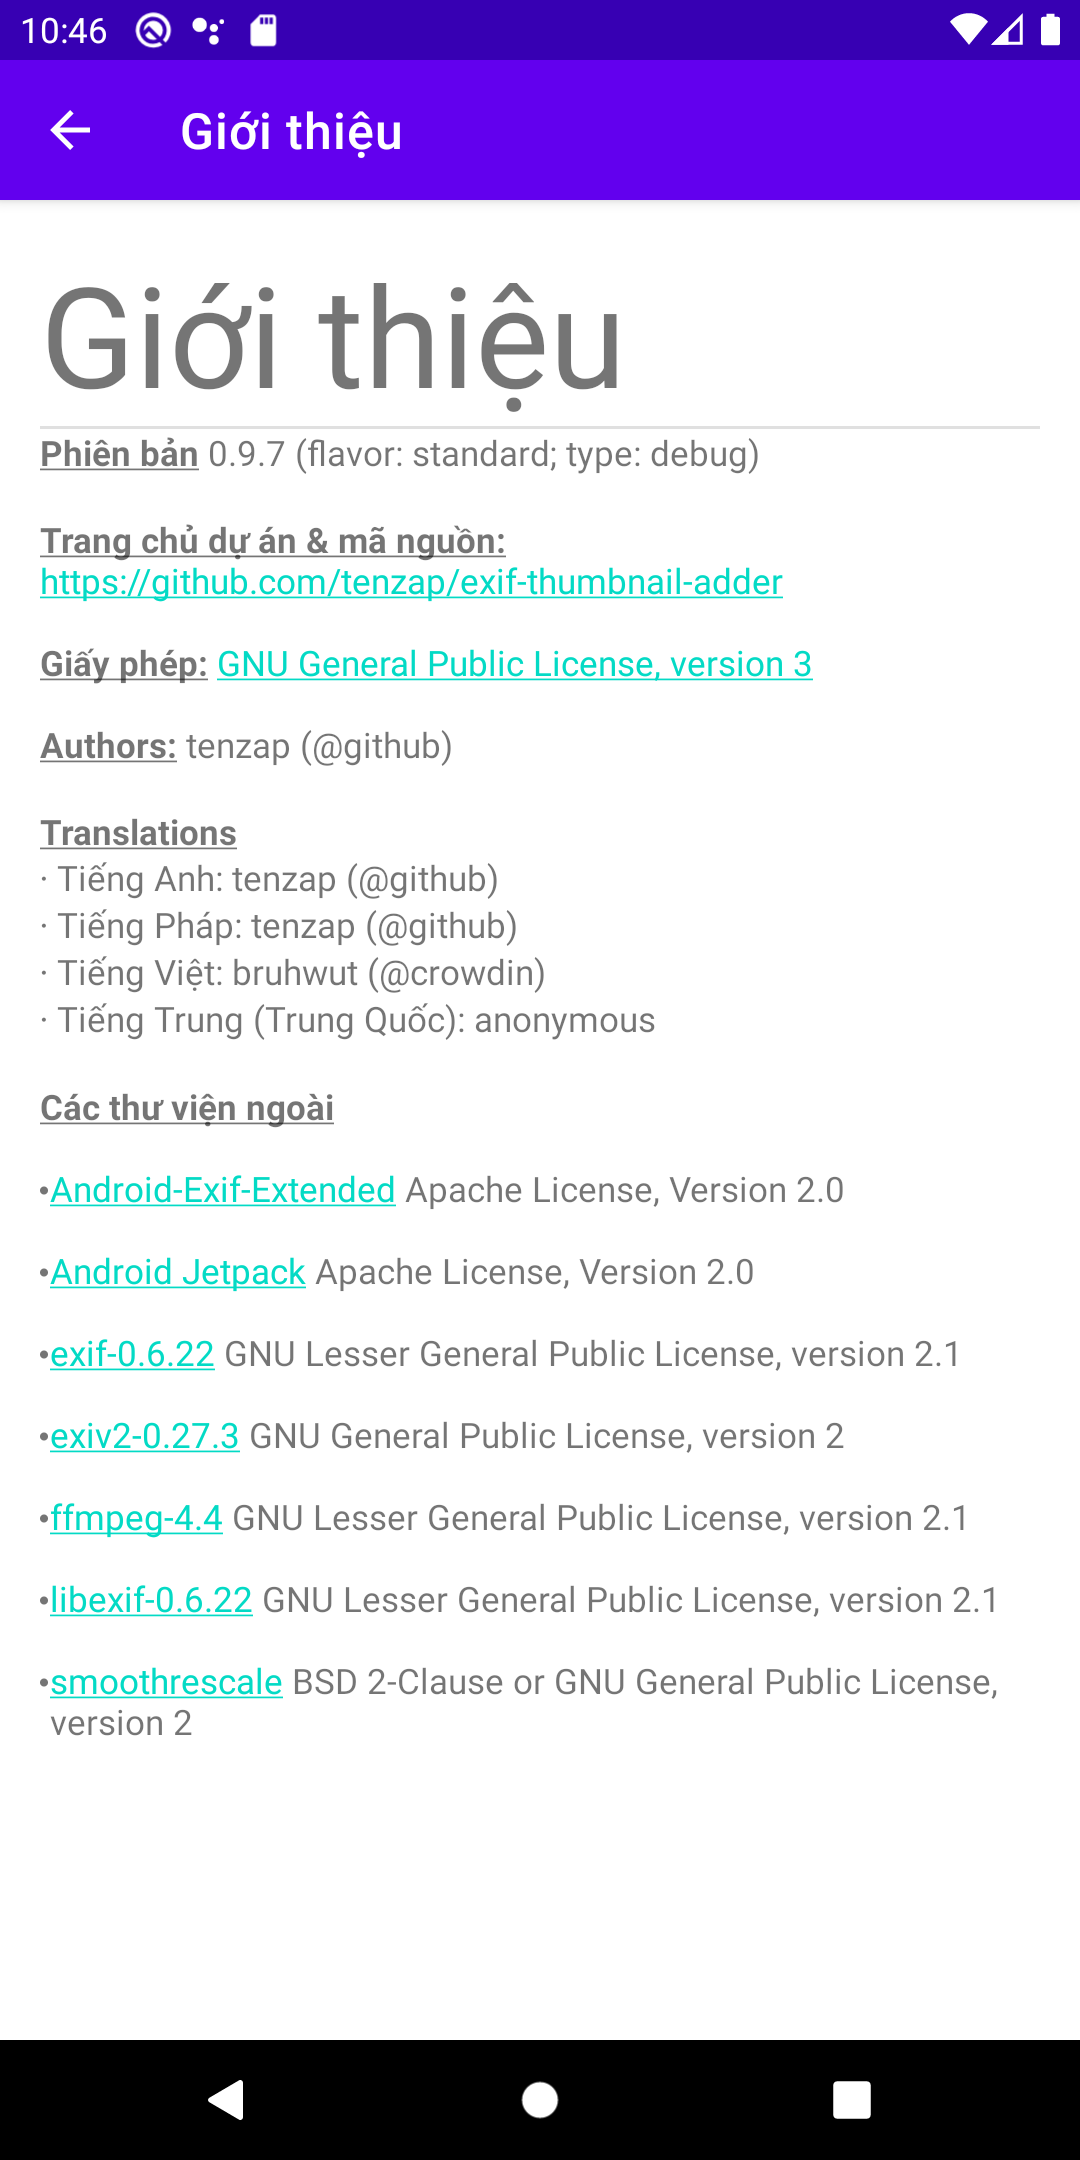 10:46
Giới thiệu
Giới thiệu
Phiên bản 0.9.7 (flavor: standard; type: debug)
Trang chủ dự án & mã nguồn:
https://github.com/tenzap/exif-thumbnail-adder
Giấy phép: GNU General Public License, version 3
Authors: tenzap (@github)
Translations
· Tiếng Anh: tenzap (@github)
· Tiếng Pháp: tenzap (@github)
· Tiếng Việt: bruhwut (@crowdin)
· Tiếng Trung (Trung Quốc): anonymous
Các thư viện ngoài
•Android-Exif-Extended Apache License, Version 2.0
•Android Jetpack Apache License, Version 2.0
•exif-0.6.22 GNU Lesser General Public License, version 2.1
•exiv2-0.27.3 GNU General Public License, version 2
•ffmpeg-4.4 GNU Lesser General Public License, version 2.1
•libexif-0.6.22 GNU Lesser General Public License, version 2.1
•smoothrescale BSD 2-Clause or GNU General Public License,
version 2